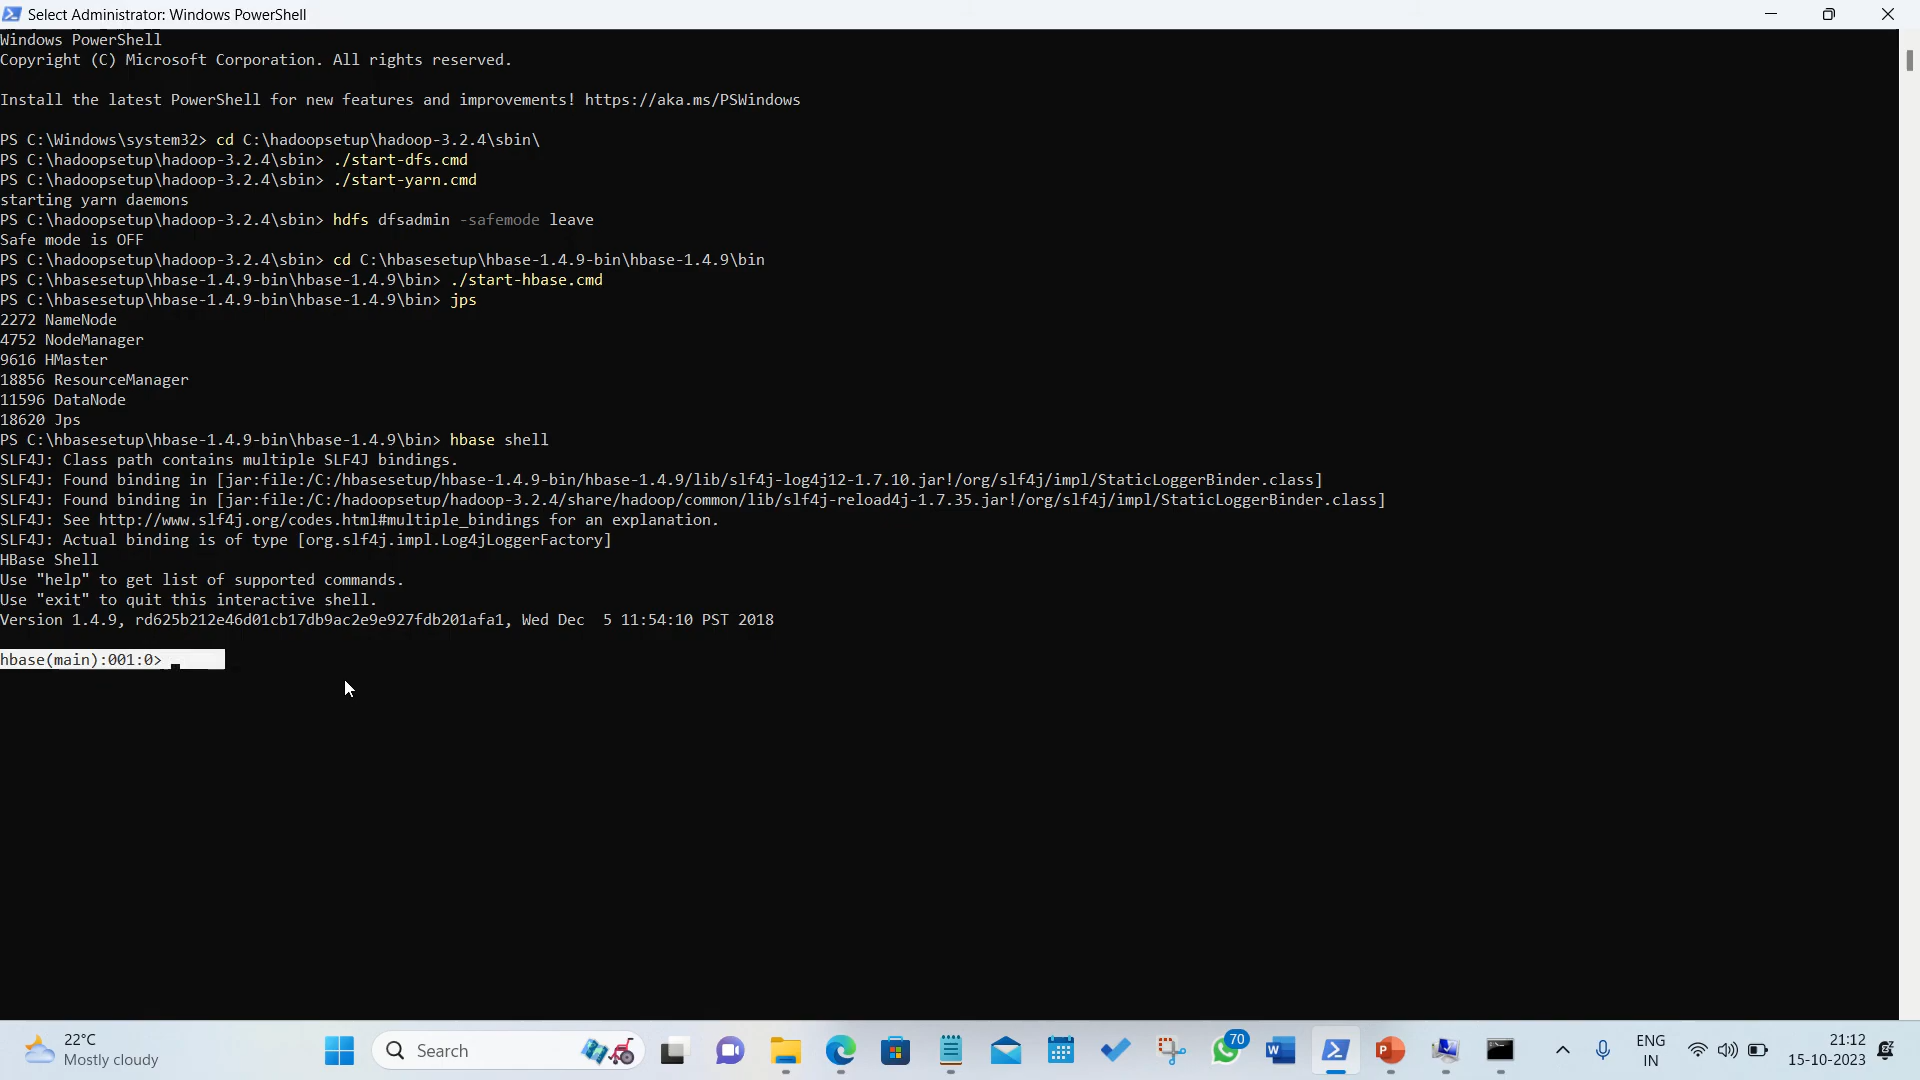 Select Administrator: Windows PowerShell
Windows PowerShell
Copyright (C) Microsoft Corporation. All rights reserved.
Install the latest PowerShell for new features and improvements! https://aka.ms/PSWindows
PS C:\Windows\system32> cd C:\hadoopsetup\hadoop-3.2.4\sbin\
PS C:\hadoopsetup\hadoop-3.2.4\sbin> ./start-dfs.cmd
PS C:\hadoopsetup\hadoop-3.2.4\sbin> ./start-yarn.cmd
starting yarn daemons
PS C:\hadoopsetup\hadoop-3.2.4\sbin> hdfs dfsadmin -safemode leave
Safe mode is OFF
PS C:\hadoopsetup\hadoop-3.2.4\sbin> cd C:\hbasesetup\hbase-1.4.9-bin\hbase-1.4.9\bin
PS C:\hbasesetup\hbase-1.4.9-bin\hbase-1.4.9\bin> ./start-hbase.cmd
PS C:\hbasesetup\hbase-1.4.9-bin\hbase-1.4.9\bin> jps
2272 NameNode
4752 NodeManager
9616 HMaster
18856 ResourceManager
11596 DataNode
18620 Jps
PS C:\hbasesetup\hbase-1.4.9-bin\hbase-1.4.9\bin> hbase shell
SLF4J: Class path contains multiple SLF4J bindings.
SLF4J: Found binding in [jar:file:/C:/hbasesetup/hbase-1.4.9-bin/hbase-1.4.9/lib/slf4j-log4j12-1.7.10.jar!/org/slf4j/impl/StaticLoggerBinder.class]
SLF4J: Found binding in [jar:file:/C:/hadoopsetup/hadoop-3.2.4/share/hadoop/common/lib/slf4j-reload4j-1.7.35.jar!/org/slf4j/impl/StaticLoggerBinder.class]
SLF4J: See http://www.slf4j.org/codes.html#multiple_bindings for an explanation.
SLF4J: Actual binding is of type [org.slf4j.impl.Log4jLoggerFactory]
HBase Shell
Use "help" to get list of supported commands.
Use "exit" to quit this interactive shell.
Version 1.4.9, rd625b212e46d01cb17db9ac2e9e927fdb201afa1, Wed Dec  5 11:54:10 PST 2018
hbase(main):001:0>
22°C
Mostly cloudy
Search
70
ENG
IN
21:12
15-10-2023